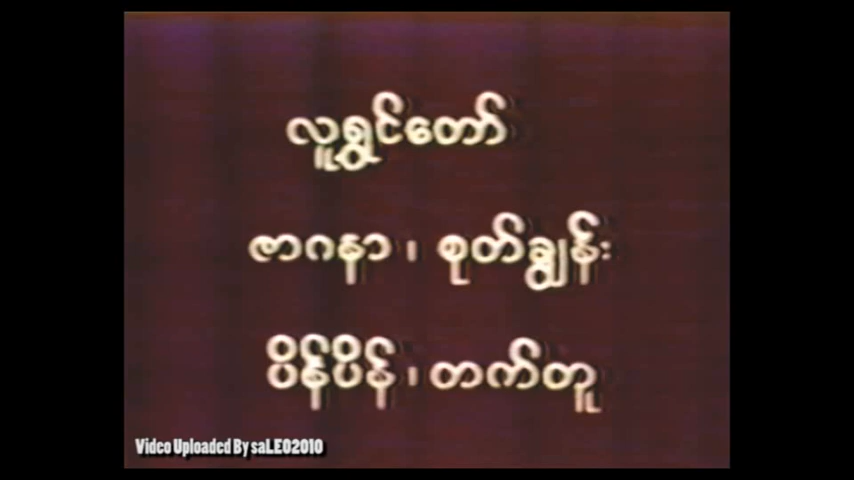 လူရွှင်တော်
ဇာဂနာ ၊ စုတ်ချွန်း
ပိန်ပိန် ၊ တက်တူ
Video Uploaded By saLEO2010